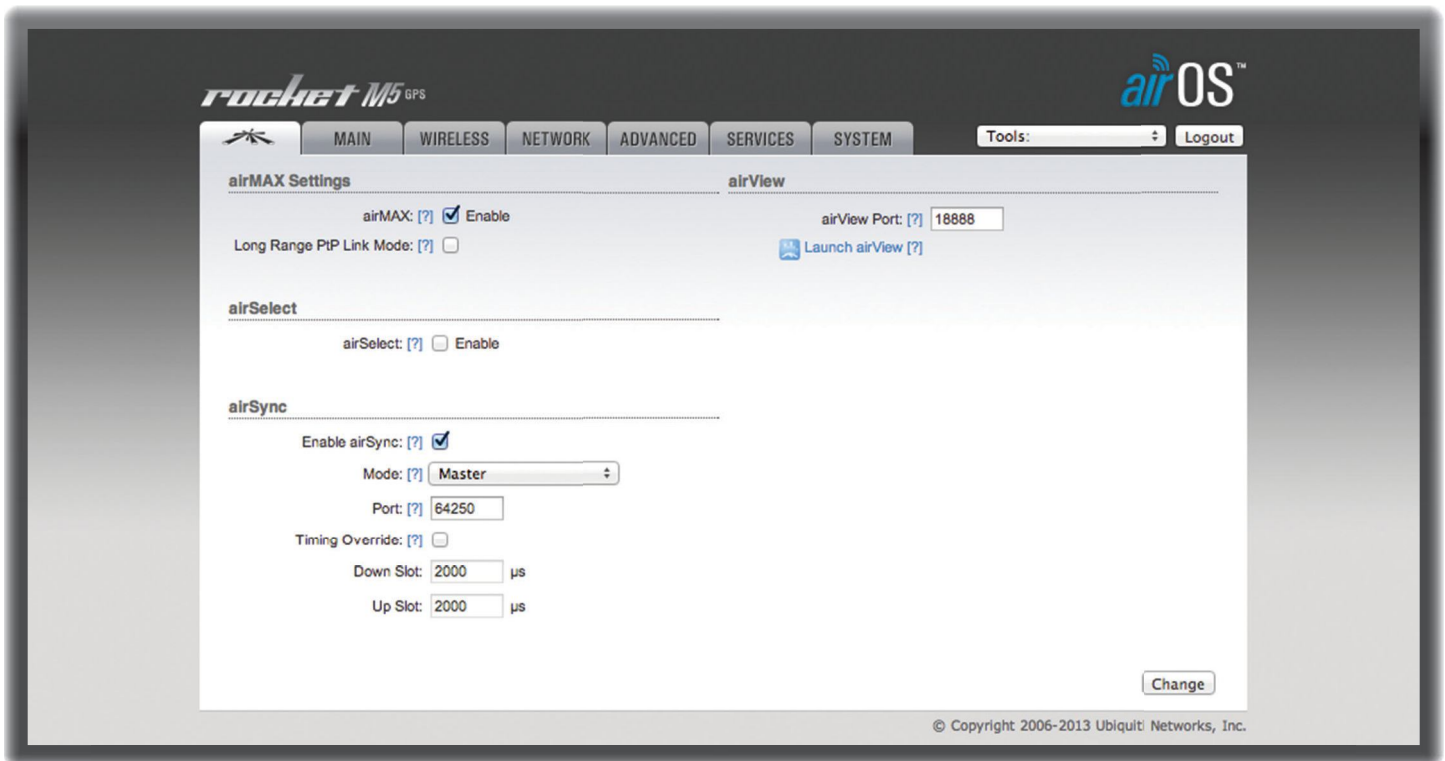 rocket M5 GPS
airOS™
MAIN WIRELESS NETWORK ADVANCED SERVICES SYSTEM Tools: Logout
airMAX Settings
airMAX: [?] Enable
Long Range PtP Link Mode: [?]
airView
airView Port: [?] 18888
Launch airView [?]
airSelect
airSelect: [?] Enable
airSync
Enable airSync: [?]
Mode: [?] Master
Port: [?] 64250
Timing Override: [?]
Down Slot: 2000 µs
Up Slot: 2000 µs
Change
© Copyright 2006-2013 Ubiquiti Networks, Inc.